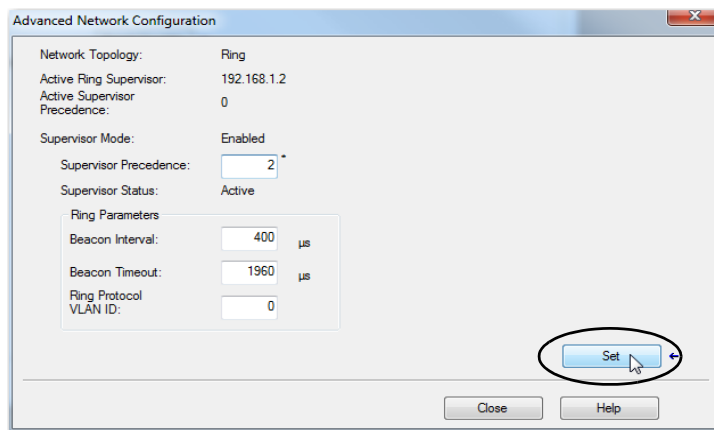 Advanced Network Configuration
Network Topology: Ring
Active Ring Supervisor: 192.168.1.2
Active Supervisor
Precedence: 0
Supervisor Mode: Enabled
Supervisor Precedence: 2 *
Supervisor Status: Active
Ring Parameters
Beacon Interval: 400 µs
Beacon Timeout: 1960 µs
Ring Protocol
VLAN ID: 0
Set ←
Close Help